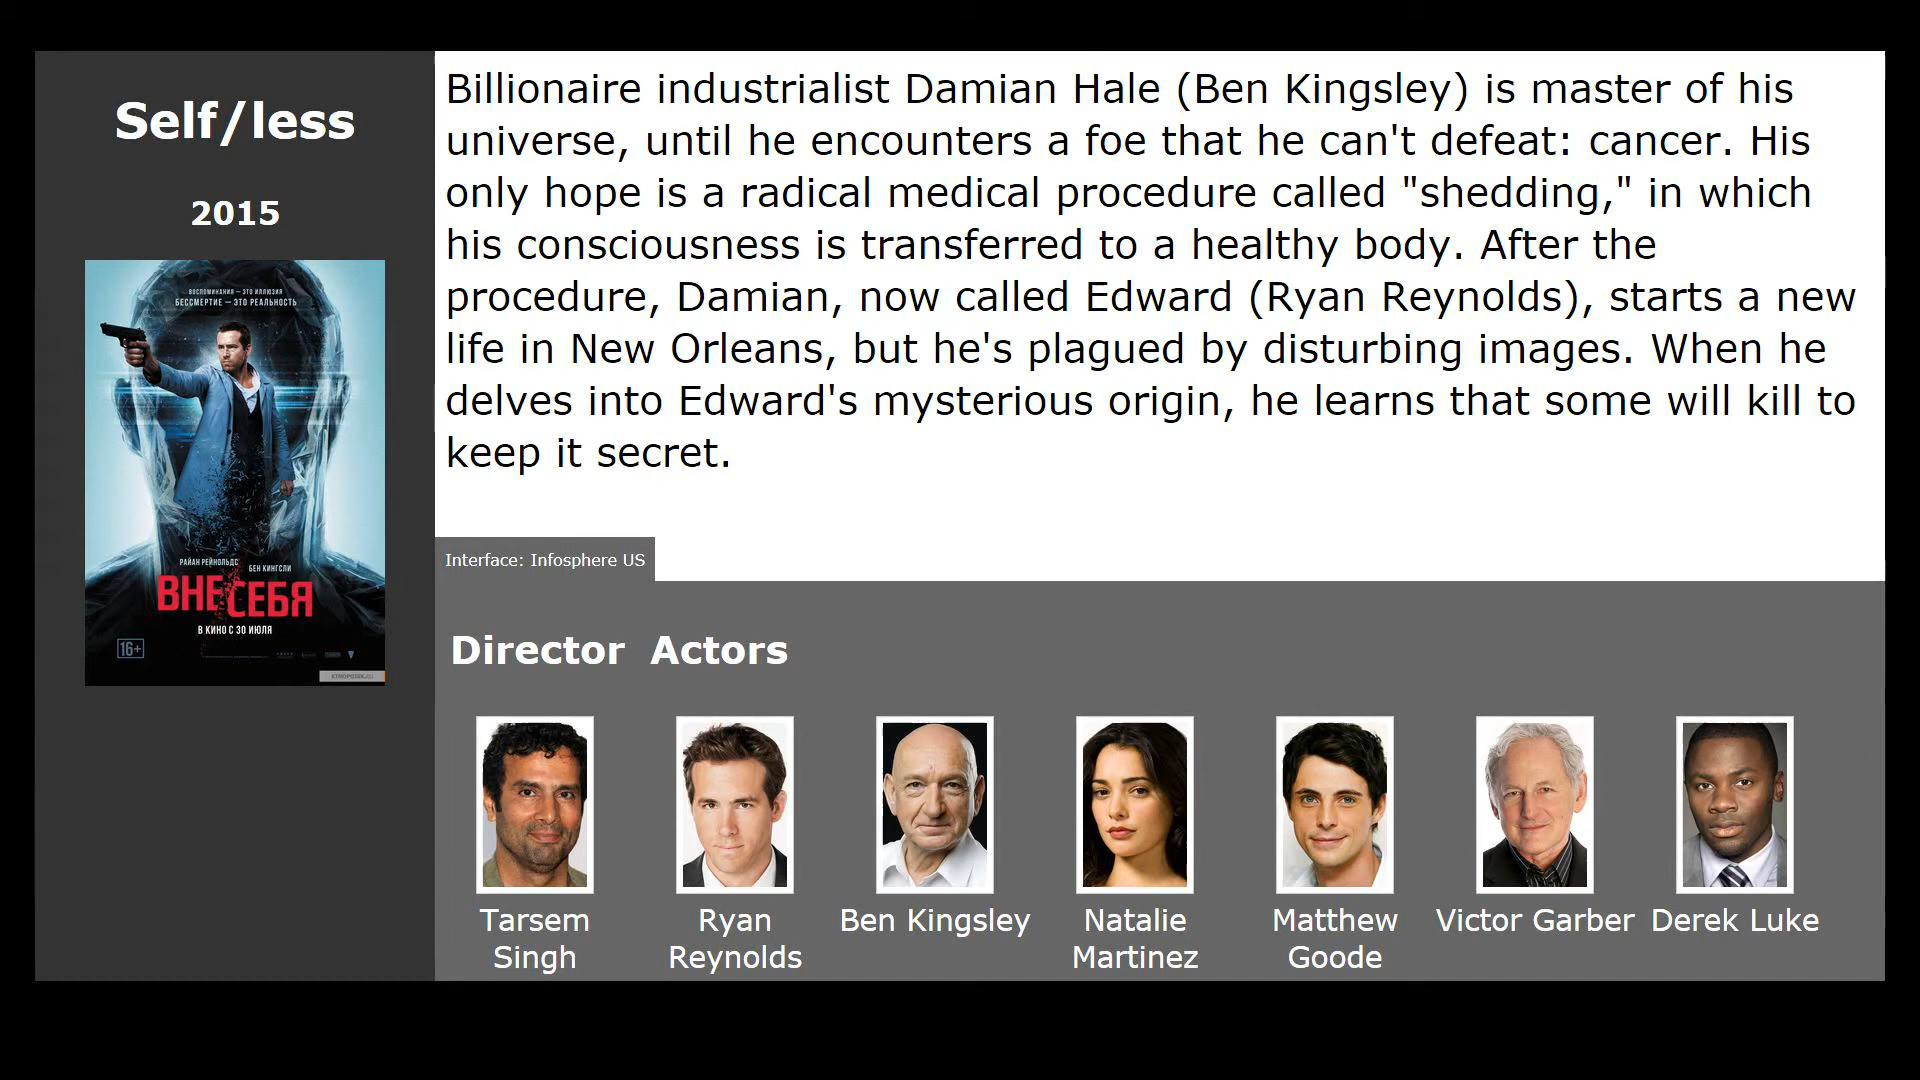 Self/less
2015
ВОСПОМИНАНИЯ – ЭТО ИЛЛЮЗИЯ
БЕССМЕРТИЕ – ЭТО РЕАЛЬНОСТЬ
РАЙАН РЕЙНОЛЬДС
БЕН КИНГСЛИ
ВНЕ/СЕБЯ
В КИНО С 30 ИЮЛЯ
16+
Billionaire industrialist Damian Hale (Ben Kingsley) is master of his
universe, until he encounters a foe that he can't defeat: cancer. His
only hope is a radical medical procedure called "shedding," in which
his consciousness is transferred to a healthy body. After the
procedure, Damian, now called Edward (Ryan Reynolds), starts a new
life in New Orleans, but he's plagued by disturbing images. When he
delves into Edward's mysterious origin, he learns that some will kill to
keep it secret.
Interface: Infosphere US
Director Actors
Tarsem
Singh
Ryan
Reynolds
Ben Kingsley
Natalie
Martinez
Matthew
Goode
Victor Garber
Derek Luke